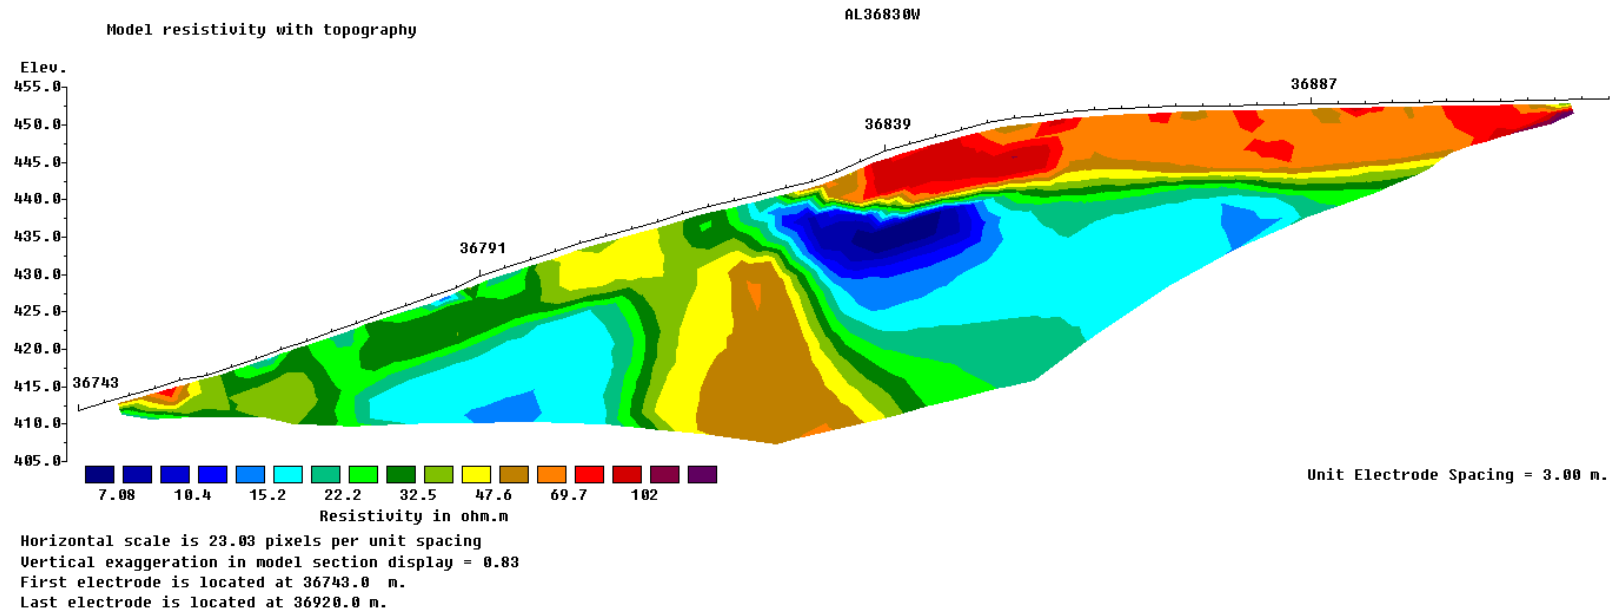 AL36830W
Model resistivity with topography
Elev.
455.0
36887
450.0
36839
445.0
440.0
435.0
36791
430.0
425.0
420.0
36743
415.0
410.0
405.0
7.08 10.4 15.2 22.2 32.5 47.6 69.7 102
Unit Electrode Spacing = 3.00 m.
Resistivity in ohm.m
Horizontal scale is 23.03 pixels per unit spacing
Vertical exaggeration in model section display = 0.83
First electrode is located at 36743.0 m.
Last electrode is located at 36920.0 m.